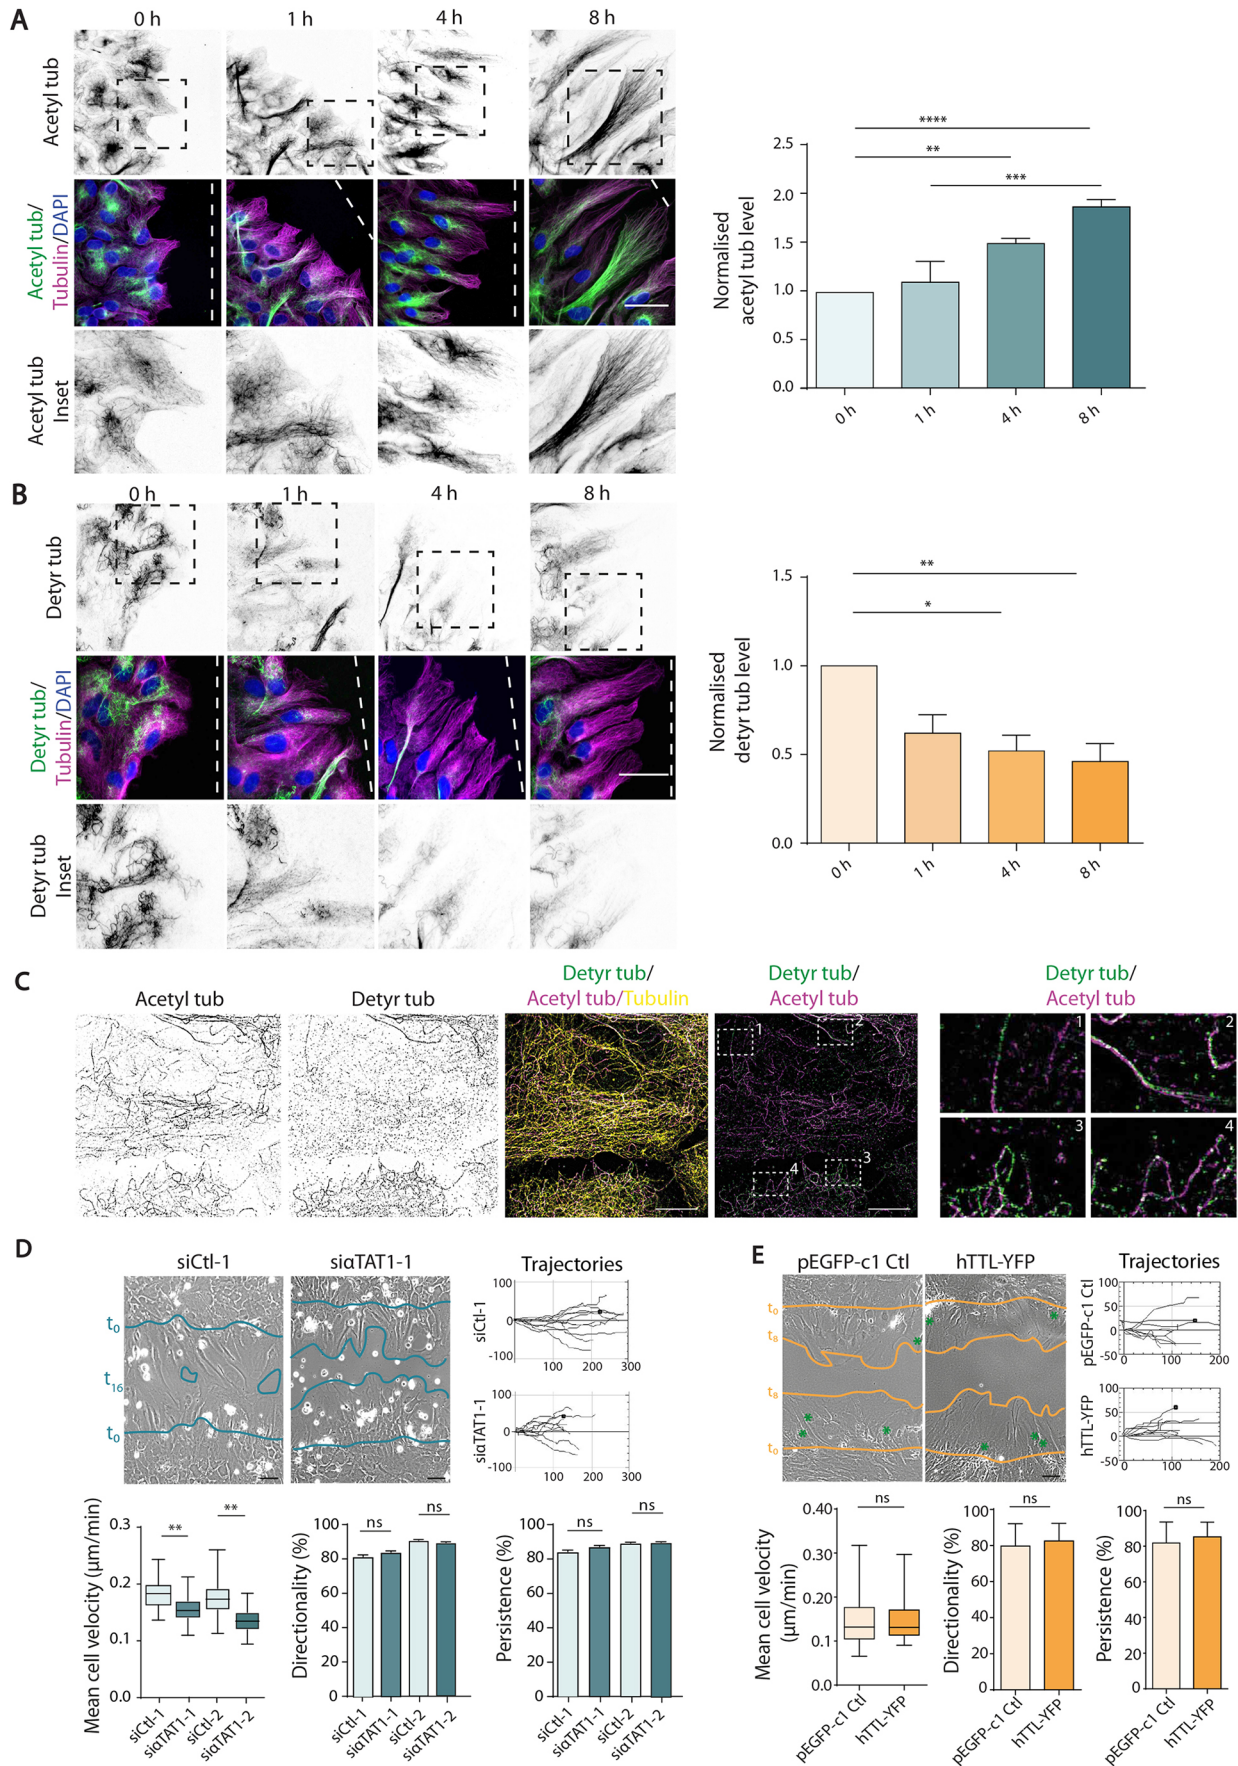 A
0 h
1 h
4 h
8 h
Acetyl tub
Acetyl tub/
Tubulin/DAPI
Acetyl tub
Inset
Normalised
acetyl tub level
2.5
2.0
1.5
1.0
0.5
0.0
****
**
***
0 h
1 h
4 h
8 h
B
0 h
1 h
4 h
8 h
Detyr tub
Detyr tub/
Tubulin/DAPI
Detyr tub
Inset
Normalised
detyr tub level
1.5
1.0
0.5
0.0
**
*
0 h
1 h
4 h
8 h
C
Acetyl tub
Detyr tub
Detyr tub/
Acetyl tub/Tubulin
Detyr tub/
Acetyl tub
Detyr tub/
Acetyl tub
1
2
3
4
1
2
3
4
D
siCtl-1
siαTAT1-1
Trajectories
t0
t16
t0
siCtl-1
100
0
-100
100
200
300
siαTAT1-1
100
0
-100
0
100
200
300
Mean cell velocity (µm/min)
0.3
0.2
0.1
0.0
**
**
siCtl-1
siαTAT1-1
siCtl-2
siαTAT1-2
Directionality (%)
100
80
60
40
20
0
ns
ns
siCtl-1
siαTAT1-1
siCtl-2
siαTAT1-2
Persistence (%)
100
80
60
40
20
0
ns
ns
siCtl-1
siαTAT1-1
siCtl-2
siαTAT1-2
E
pEGFP-c1 Ctl
hTTL-YFP
Trajectories
t0
t8
t8
t0
pEGFP-c1 Ctl
100
50
0
-50
0
100
200
hTTL-YFP
100
50
0
-50
0
100
200
Mean cell velocity
(µm/min)
0.40
0.30
0.20
0.1
0.0
ns
pEGFP-c1 Ctl
hTTL-YFP
Directionality (%)
100
80
60
40
20
0
ns
pEGFP-c1 Ctl
hTTL-YFP
Persistence (%)
100
80
60
40
20
0
ns
pEGFP-c1 Ctl
hTTL-YFP